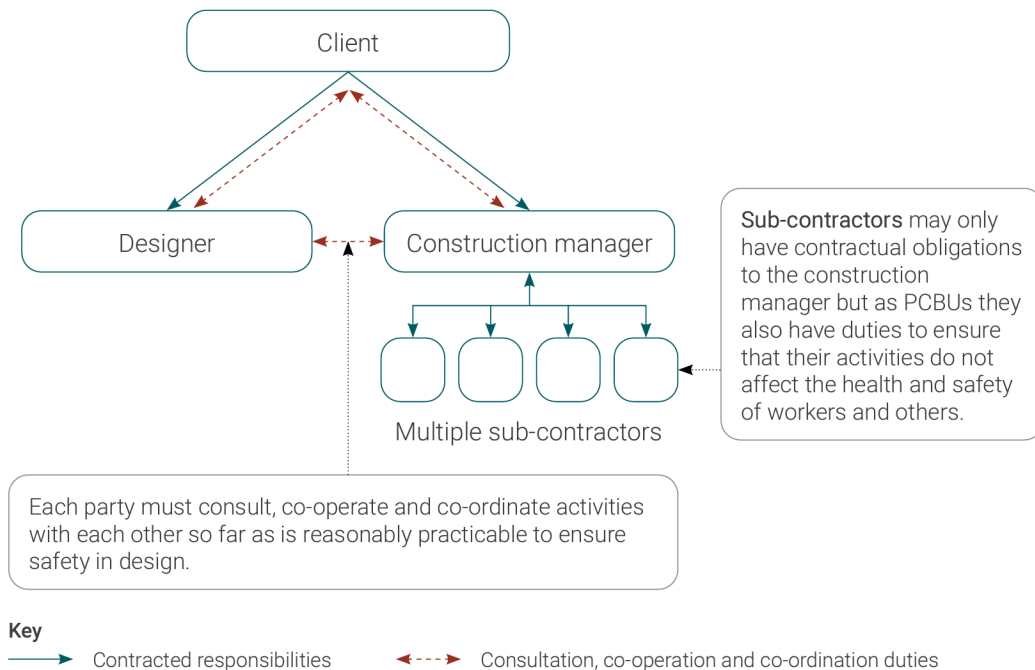 Client
Designer
Construction manager
Sub-contractors may only
have contractual obligations
to the construction
manager but as PCBUs they
also have duties to ensure
that their activities do not
affect the health and safety
of workers and others.
Multiple sub-contractors
Each party must consult, co-operate and co-ordinate activities
with each other so far as is reasonably practicable to ensure
safety in design.
Key
Contracted responsibilities
Consultation, co-operation and co-ordination duties